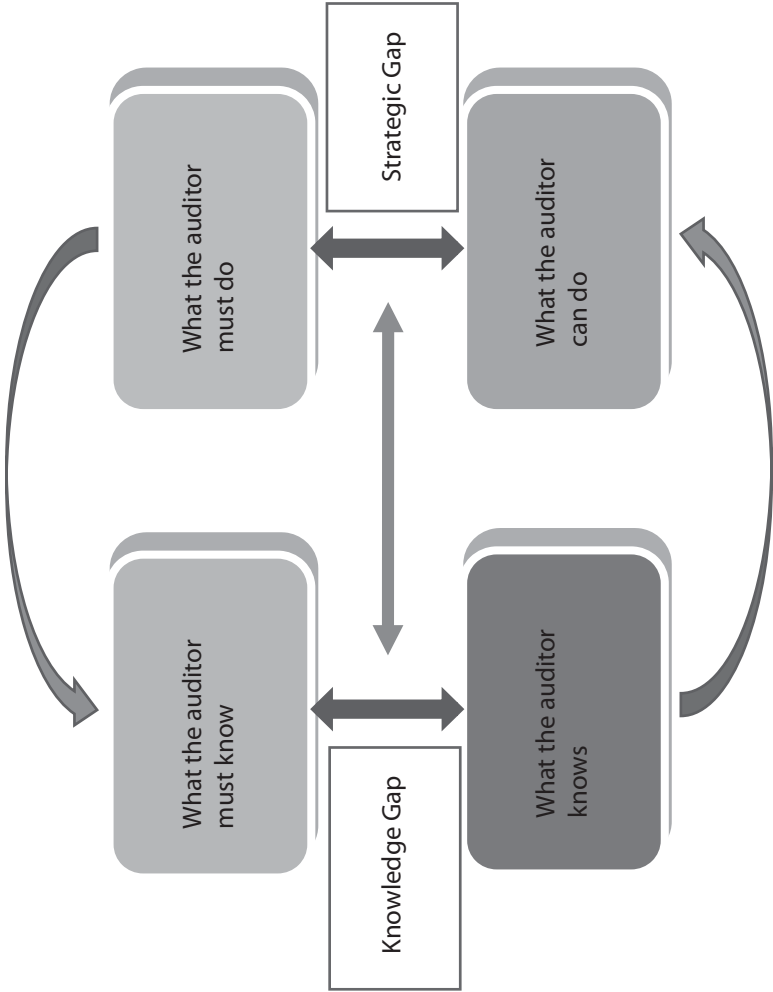 What the auditor
must know
What the auditor
must do
Knowledge Gap
Strategic Gap
What the auditor
knows
What the auditor
can do